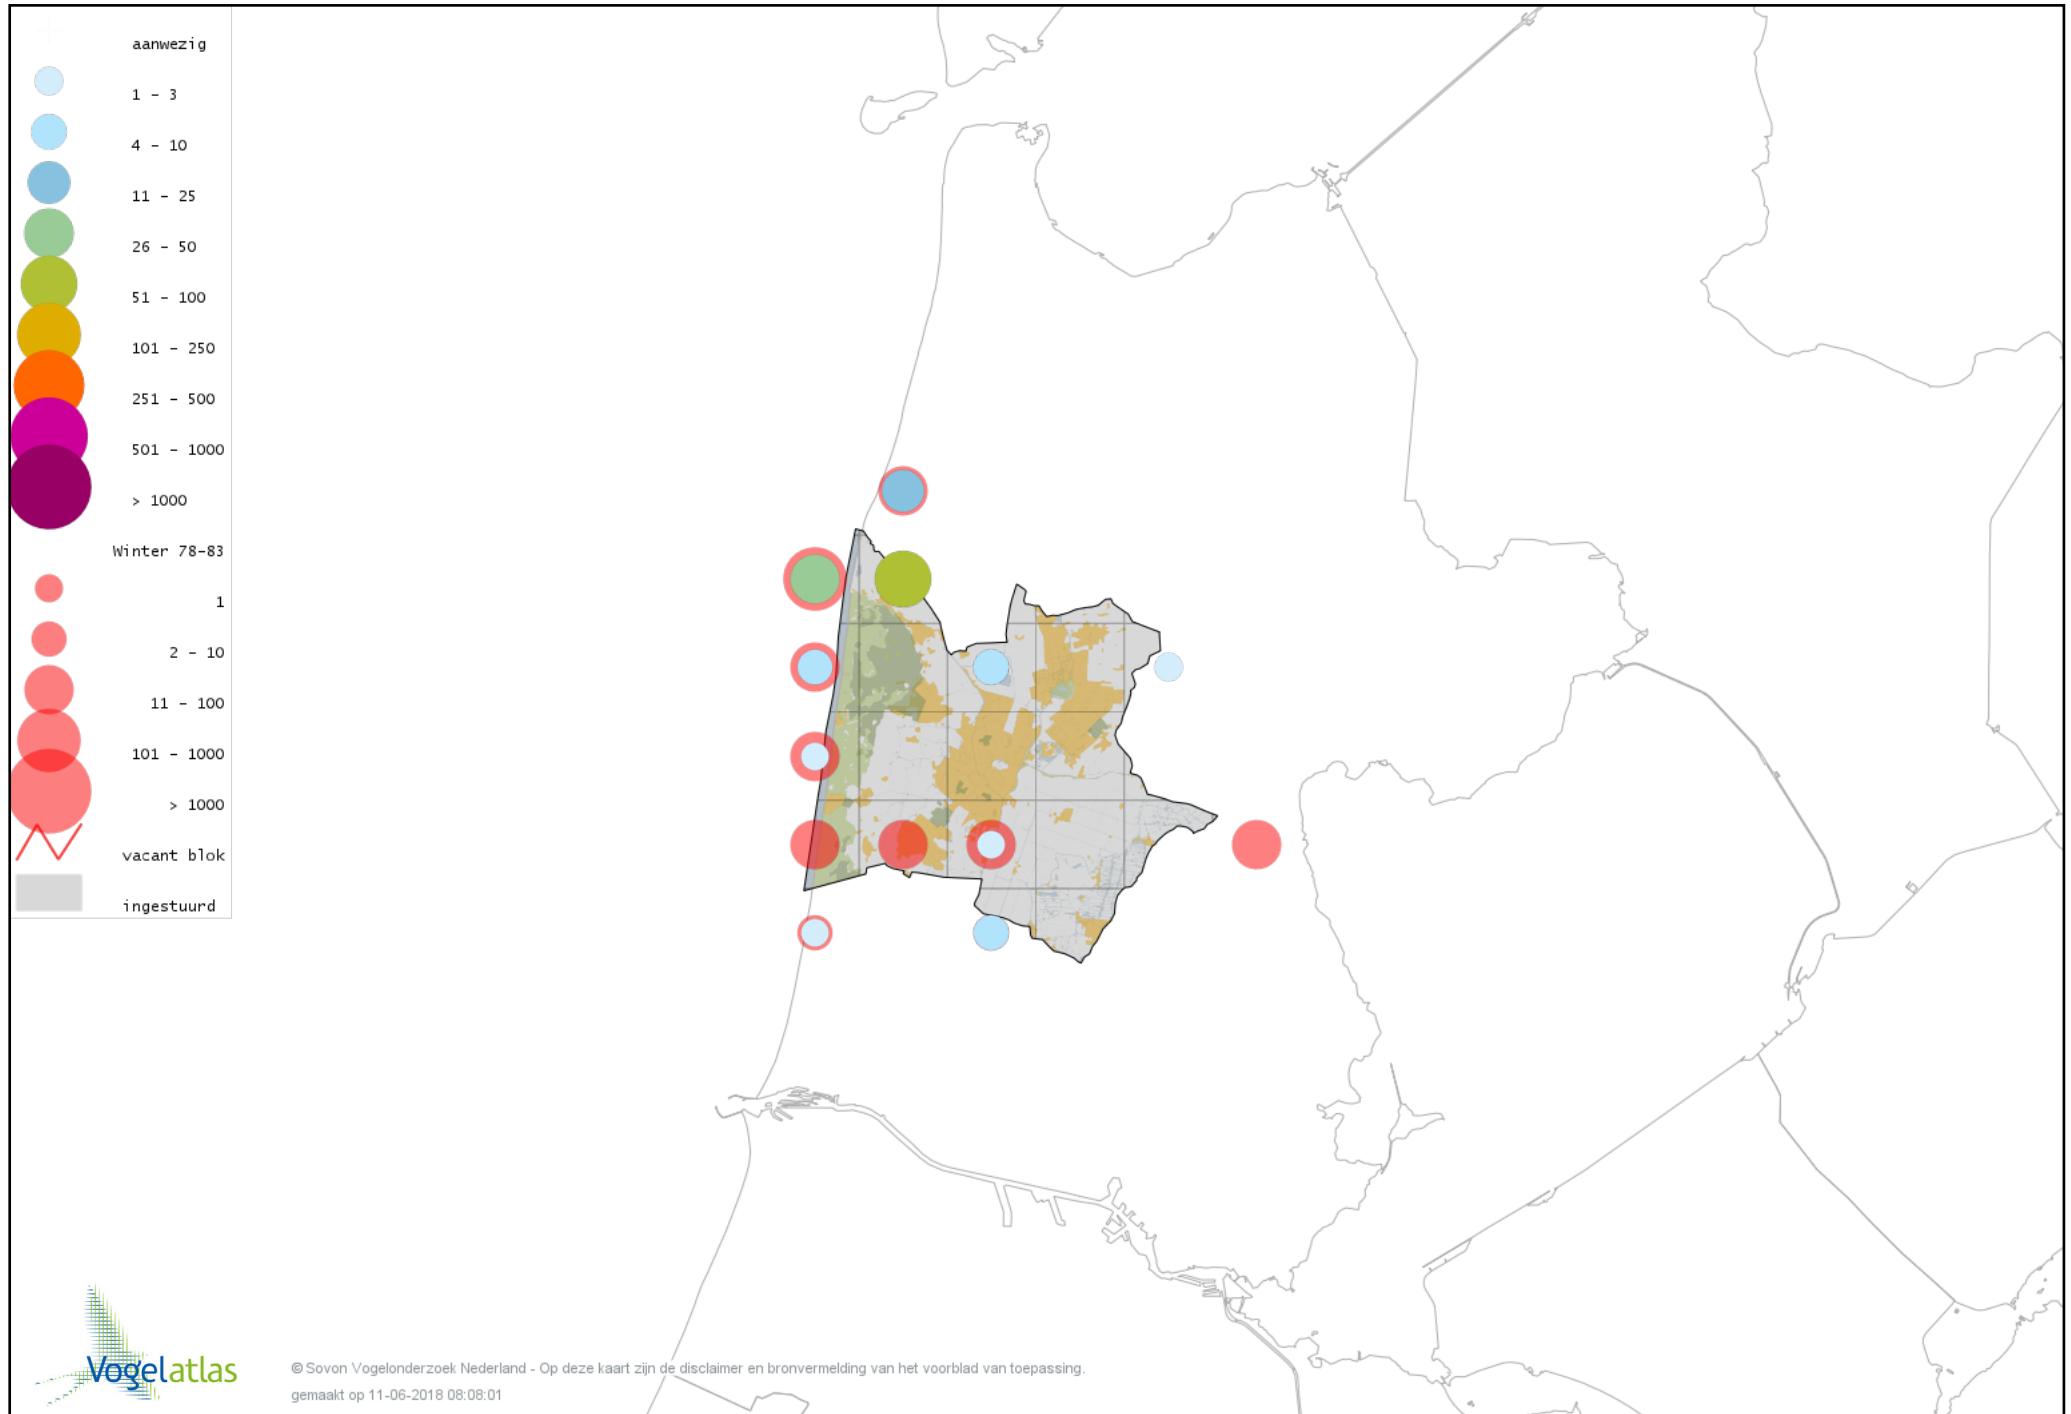 aanwezig
1 - 3
4 - 10
11 - 25
26 - 50
51 - 100
101 - 250
251 - 500
501 - 1000
> 1000
Winter 78-83
1
2 - 10
11 - 100
101 - 1000
> 1000
vacant blok
ingestuurd
Vogelatlas
© Sovon Vogelonderzoek Nederland - Op deze kaart zijn de disclaimer en bronvermelding van het voorblad van toepassing.
gemaakt op 11-06-2018 08:08:01